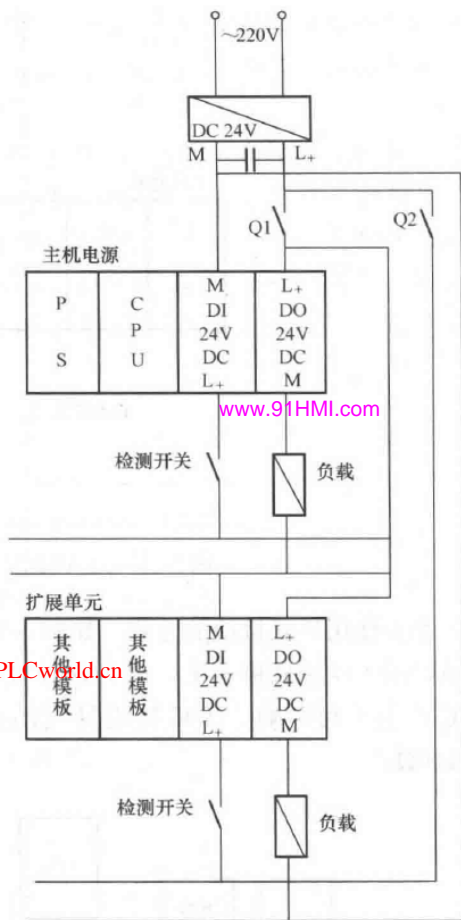 ~220V
DC 24V
M
L+
Q1
Q2
主机电源
P
S
C
P
U
M
DI
24V
DC
L+
L+
DO
24V
DC
M
www.91HMI.com
检测开关
负载
扩展单元
其他模板
其他模板
M
DI
24V
DC
L+
L+
DO
24V
DC
M
PLCworld.cn
检测开关
负载